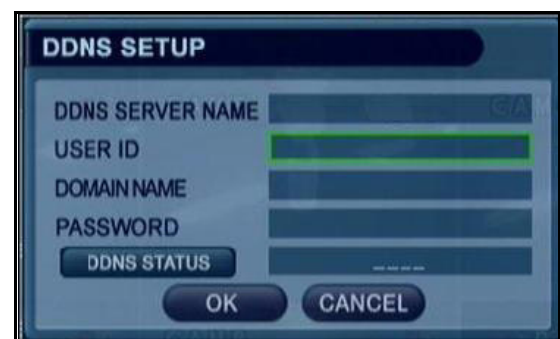 DDNS SETUP
DDNS SERVER NAME
USER ID
DOMAIN NAME
PASSWORD
DDNS STATUS ----
OK CANCEL